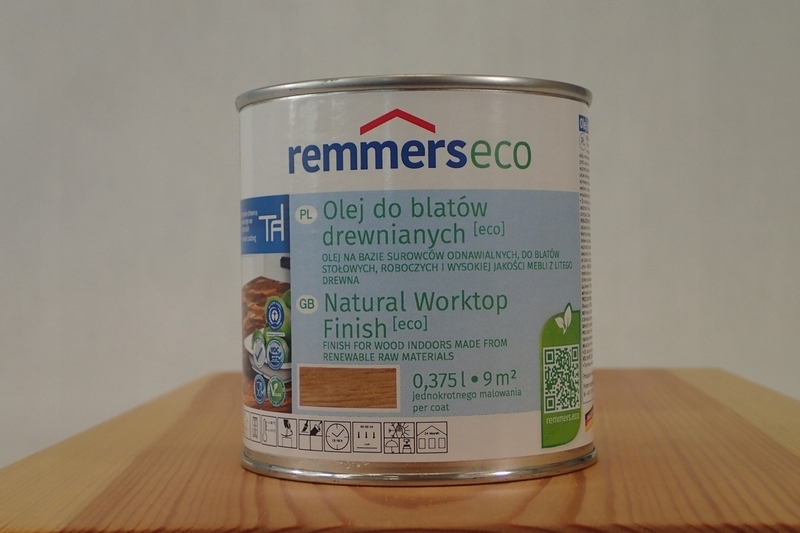 remmers eco
PL
Olej do blatów
drewnianych [eco]
OLEJ NA BAZIE SUROWCÓW ODNAWIALNYCH, DO BLATÓW
STOŁOWYCH, ROBOCZYCH I WYSOKIEJ JAKOŚCI MEBLI Z LITEGO
DREWNA
GB
Natural Worktop
Finish [eco]
FINISH FOR WOOD INDOORS MADE FROM
RENEWABLE RAW MATERIALS
0,375 l • 9 m²
jednokrotnego malowania
per coat
remmers.eco